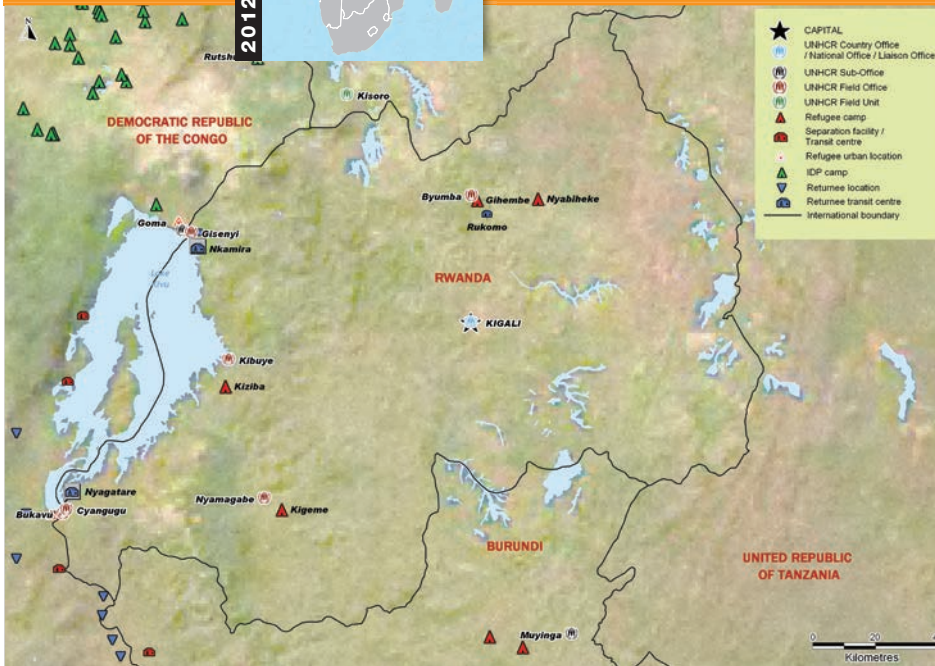 2012
N
Rutsh
Kisoro
DEMOCRATIC REPUBLIC
OF THE CONGO
Byumba
Gihembe
Nyabiheke
Rukomo
Goma
Gisenyi
Nkamira
Lake
Kivu
RWANDA
KIGALI
Kibuye
Kiziba
Nyagatare
Bukavu
Cyangugu
Nyamagabe
Kigeme
BURUNDI
UNITED REPUBLIC
OF TANZANIA
Muyinga
CAPITAL
UNHCR Country Office
/ National Office / Liaison Office
UNHCR Sub-Office
UNHCR Field Office
UNHCR Field Unit
Refugee camp
Separation facility /
Transit centre
Refugee urban location
IDP camp
Returnee location
Returnee transit centre
International boundary
0 20 4
Kilometres